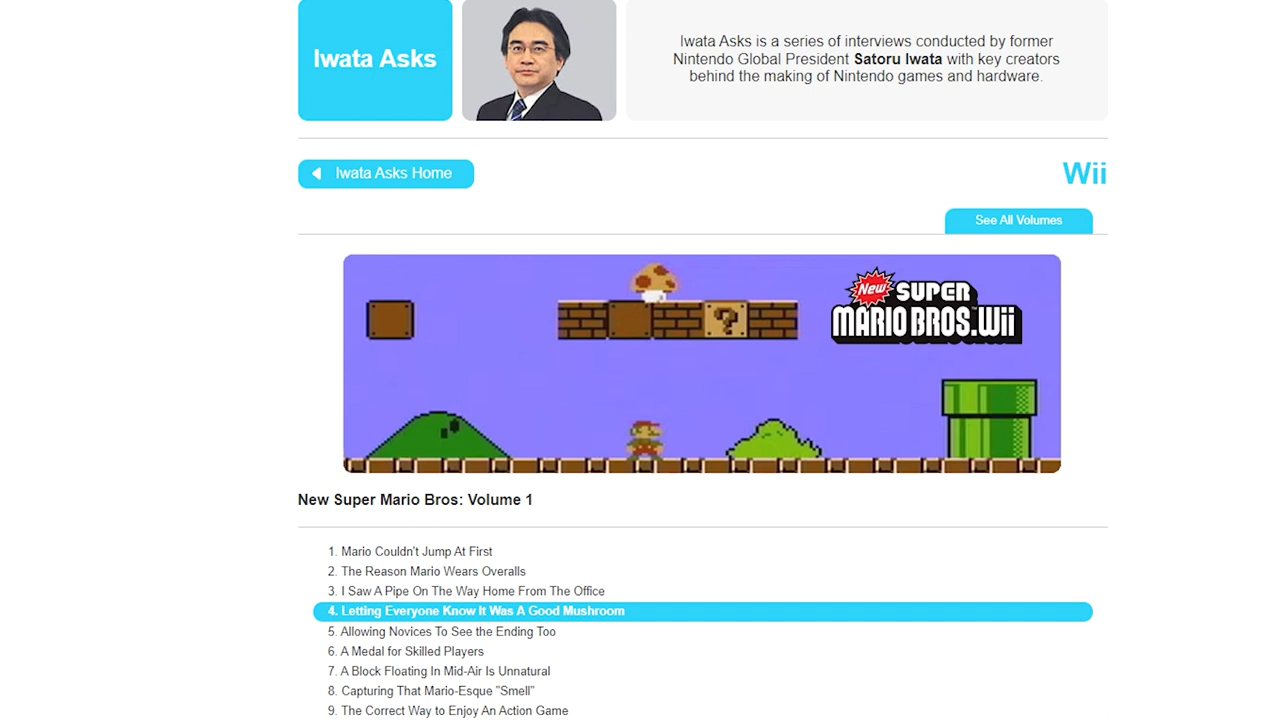 Iwata Asks
Iwata Asks is a series of interviews conducted by former
Nintendo Global President Satoru Iwata with key creators
behind the making of Nintendo games and hardware.
Iwata Asks Home
Wii
See All Volumes
New SUPER
MARIO BROS.Wii
?
New Super Mario Bros: Volume 1
1. Mario Couldn't Jump At First
2. The Reason Mario Wears Overalls
3. I Saw A Pipe On The Way Home From The Office
4. Letting Everyone Know It Was A Good Mushroom
5. Allowing Novices To See the Ending Too
6. A Medal for Skilled Players
7. A Block Floating In Mid-Air Is Unnatural
8. Capturing That Mario-Esque "Smell"
9. The Correct Way to Enjoy An Action Game